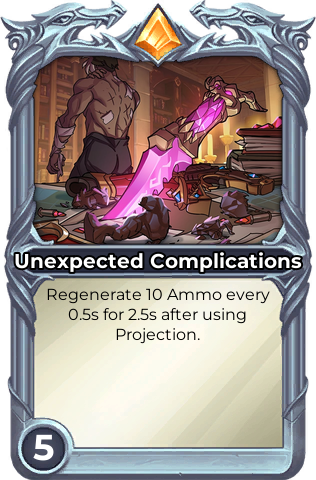 Unexpected Complications
Regenerate 10 Ammo every
0.5s for 2.5s after using
Projection.
5